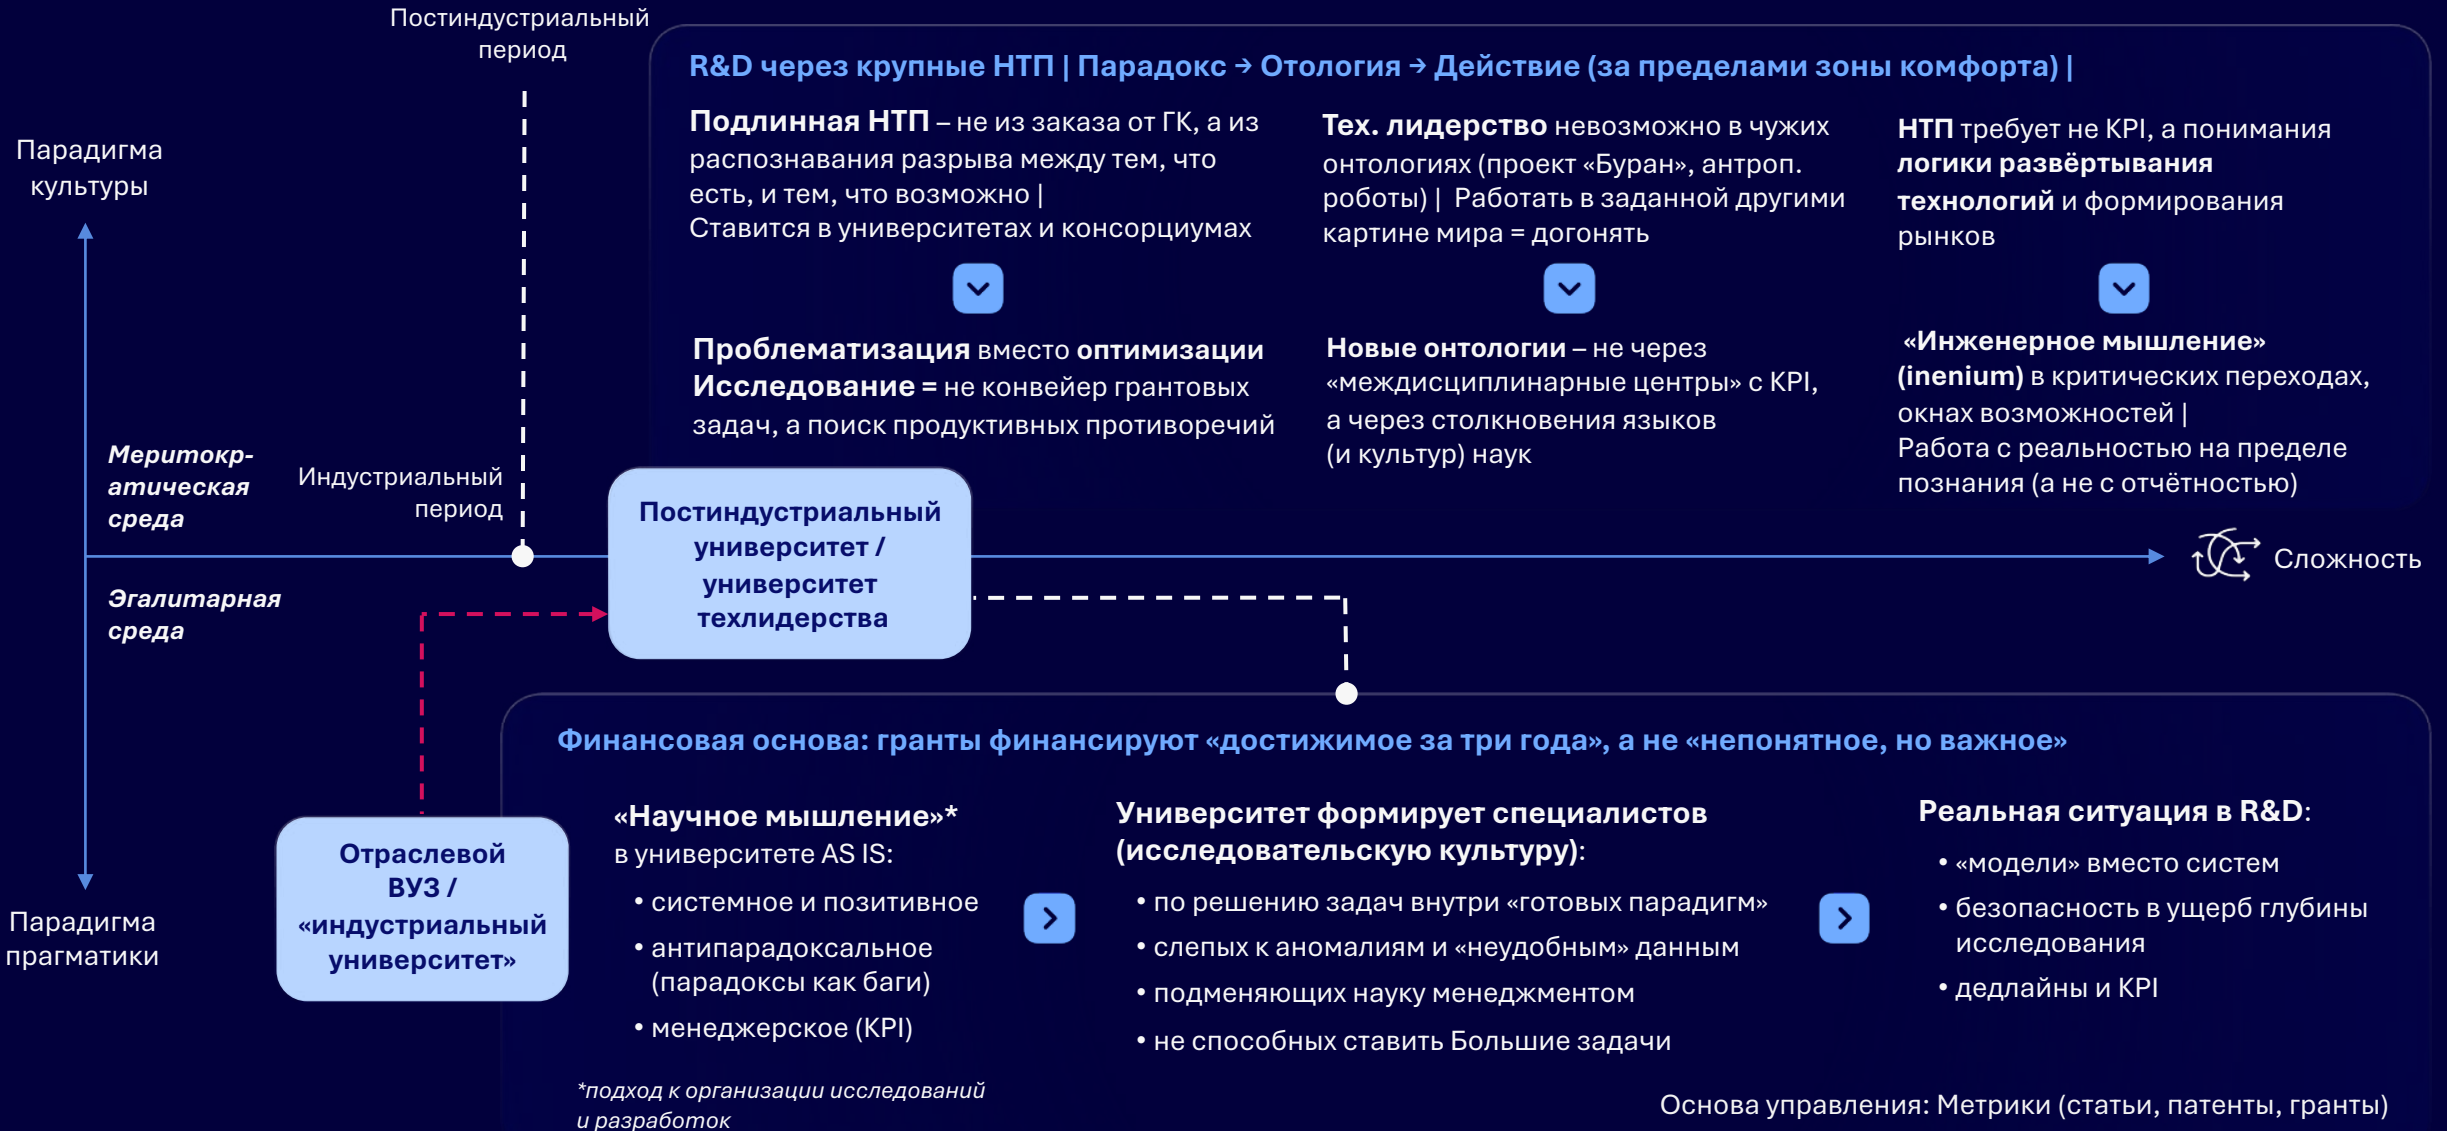 Постиндустриальный
период
Парадигма
культуры
Меритокр-
атическая
среда
Индустриальный
период
Эгалитарная
среда
Парадигма
прагматики
R&D через крупные НТП | Парадокс → Отология → Действие (за пределами зоны комфорта) |
Подлинная НТП – не из заказа от ГК, а из
распознавания разрыва между тем, что
есть, и тем, что возможно |
Ставится в университетах и консорциумах
Проблематизация вместо оптимизации
Исследование = не конвейер грантовых
задач, а поиск продуктивных противоречий
Тех. лидерство невозможно в чужих
онтологиях (проект «Буран», антроп.
роботы) | Работать в заданной другими
картине мира = догонять
Новые онтологии – не через
«междисциплинарные центры» с KPI,
а через столкновения языков
(и культур) наук
НТП требует не KPI, а понимания
логики развёртывания
технологий и формирования
рынков
«Инженерное мышление»
(inenium) в критических переходах,
окнах возможностей |
Работа с реальностью на пределе
познания (а не с отчётностью)
Постиндустриальный
университет /
университет
техлидерства
Сложность
Отраслевой
ВУЗ /
«индустриальный
университет»
Финансовая основа: гранты финансируют «достижимое за три года», а не «непонятное, но важное»
«Научное мышление»*
в университете AS IS:
• системное и позитивное
• антипарадоксальное
(парадоксы как баги)
• менеджерское (KPI)
*подход к организации исследований
и разработок
Университет формирует специалистов
(исследовательскую культуру):
• по решению задач внутри «готовых парадигм»
• слепых к аномалиям и «неудобным» данным
• подменяющих науку менеджментом
• не способных ставить Большие задачи
Реальная ситуация в R&D:
• «модели» вместо систем
• безопасность в ущерб глубины
исследования
• дедлайны и KPI
Основа управления: Метрики (статьи, патенты, гранты)